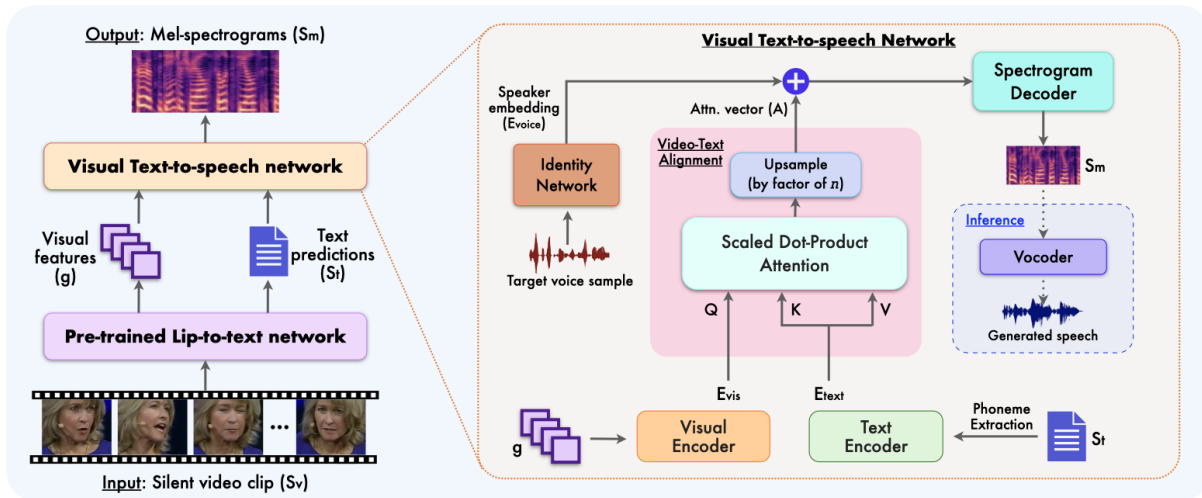 Output: Mel-spectrograms (Sm)
Visual Text-to-speech network
Visual
features
(g)
Text
predictions
(St)
Pre-trained Lip-to-text network
...
Input: Silent video clip (Sv)
Visual Text-to-speech Network
Speaker
embedding
(Evoice)
Identity
Network
Target voice sample
+
Attn. vector (A)
Video-Text
Alignment
Upsample
(by factor of n)
Scaled Dot-Product
Attention
Q
K
V
Evis
Etext
g
Visual
Encoder
Text
Encoder
Phoneme
Extraction
St
Spectrogram
Decoder
Sm
Inference
Vocoder
Generated speech